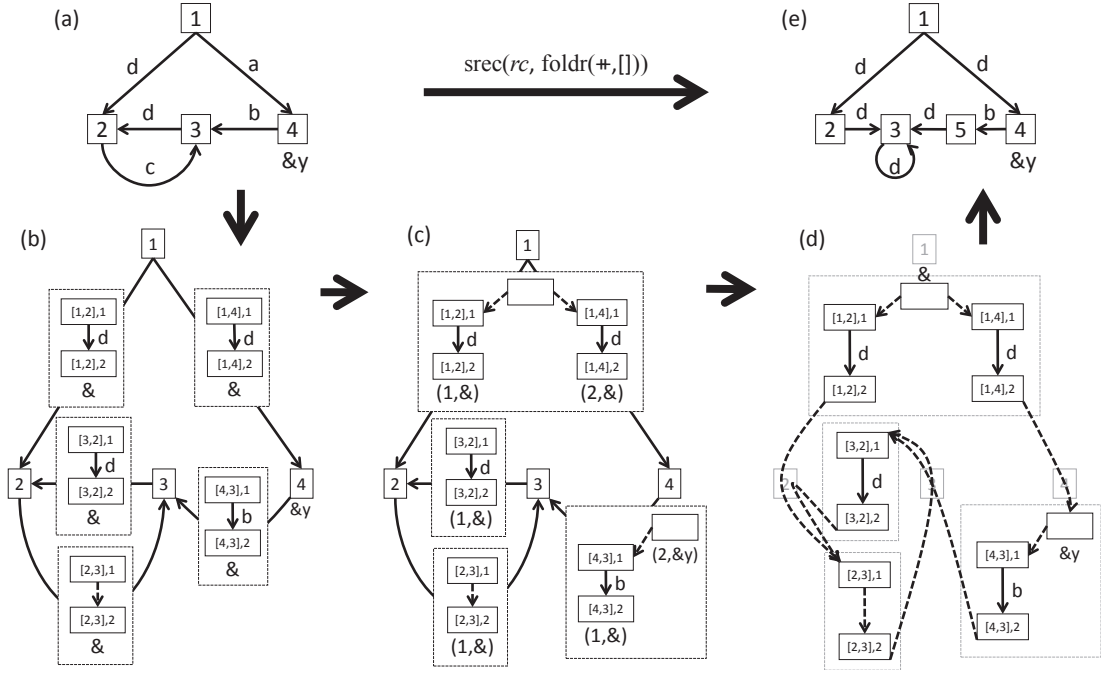 (a)
1
d
a
2
d
3
b
4
c
&y
srec(rc, foldr(++,[]))
(e)
1
d
d
2
d
3
d
5
b
4
d
&y
(b)
1
[1,2],1
d
[1,2],2
&
[1,4],1
d
[1,4],2
&
[3,2],1
d
[3,2],2
&
2
3
[4,3],1
b
[4,3],2
&
4
&y
[2,3],1
[2,3],2
&
(c)
1
[1,2],1
d
[1,2],2
(1,&)
[1,4],1
d
[1,4],2
(2,&)
[3,2],1
d
[3,2],2
(1,&)
2
3
4
(2,&y)
[4,3],1
b
[4,3],2
(1,&)
[2,3],1
[2,3],2
(1,&)
(d)
1
&
[1,2],1
d
[1,2],2
[1,4],1
d
[1,4],2
2
[3,2],1
d
[3,2],2
4
&y
[4,3],1
b
[4,3],2
[2,3],1
[2,3],2